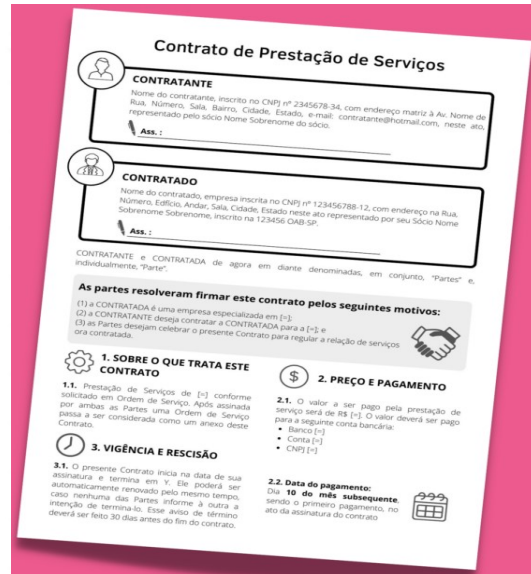 Contrato de Prestação de Serviços
CONTRATANTE
Nome do contratante, inscrito no CNPJ nº 2345678-34, com endereço matriz à Av. Nome de
Rua, Número, Sala, Bairro, Cidade, Estado, e-mail: contratante@hotmail.com, neste ato,
representado pelo sócio Nome Sobrenome do sócio.
Ass. :
CONTRATADO
Nome do contratado, empresa inscrita no CNPJ nº 123456788-12, com endereço na Rua,
Número, Edfício, Andar, Sala, Cidade, Estado neste ato representado por seu Sócio Nome
Sobrenome Sobrenome, inscrito na 123456 OAB-SP.
Ass. :
CONTRATANTE e CONTRATADA de agora em diante denominadas, em conjunto, "Partes" e,
individualmente, "Parte".
As partes resolveram firmar este contrato pelos seguintes motivos:
(1) a CONTRATADA é uma empresa especializada em [=];
(2) a CONTRATANTE deseja contratar a CONTRATADA para a [=]; e
(3) as Partes desejam celebrar o presente Contrato para regular a relação de serviços
ora contratada.
1. SOBRE O QUE TRATA ESTE
CONTRATO
1.1. Prestação de Serviços de [=] conforme
solicitado em Ordem de Serviço. Após assinada
por ambas as Partes uma Ordem de Serviço
passa a ser considerada como um anexo deste
Contrato.
3. VIGÊNCIA E RESCISÃO
3.1. O presente Contrato inicia na data de sua
assinatura e termina em Y. Ele poderá ser
automaticamente renovado pelo mesmo tempo,
caso nenhuma das Partes informe à outra a
intenção de termina-lo. Esse aviso de término
deverá ser feito 30 dias antes do fim do contrato.
$
2. PREÇO E PAGAMENTO
2.1. O valor a ser pago pela prestação de
serviço será de R$ [=]. O valor deverá ser pago
para a seguinte conta bancária:
• Banco [=]
• Conta [=]
• CNPJ [=]
2.2. Data do pagamento:
Dia 10 do mês subsequente,
sendo o primeiro pagamento, no
ato da assinatura do contrato